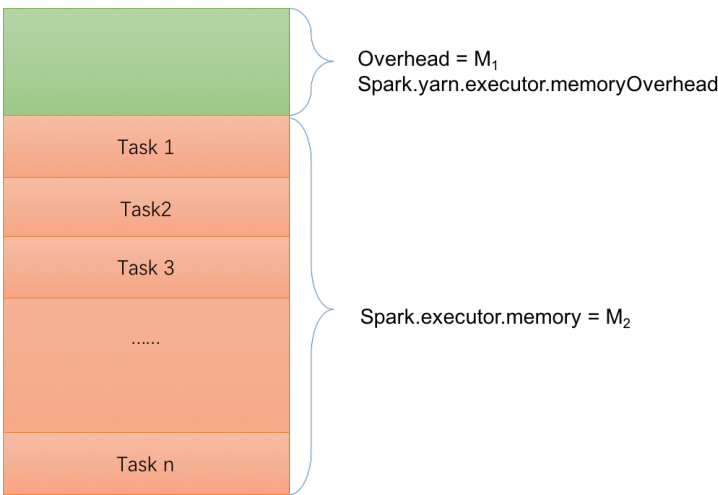 Overhead = M₁
Spark.yarn.executor.memoryOverhead
Task 1
Task2
Task 3
......
Spark.executor.memory = M₂
Task n